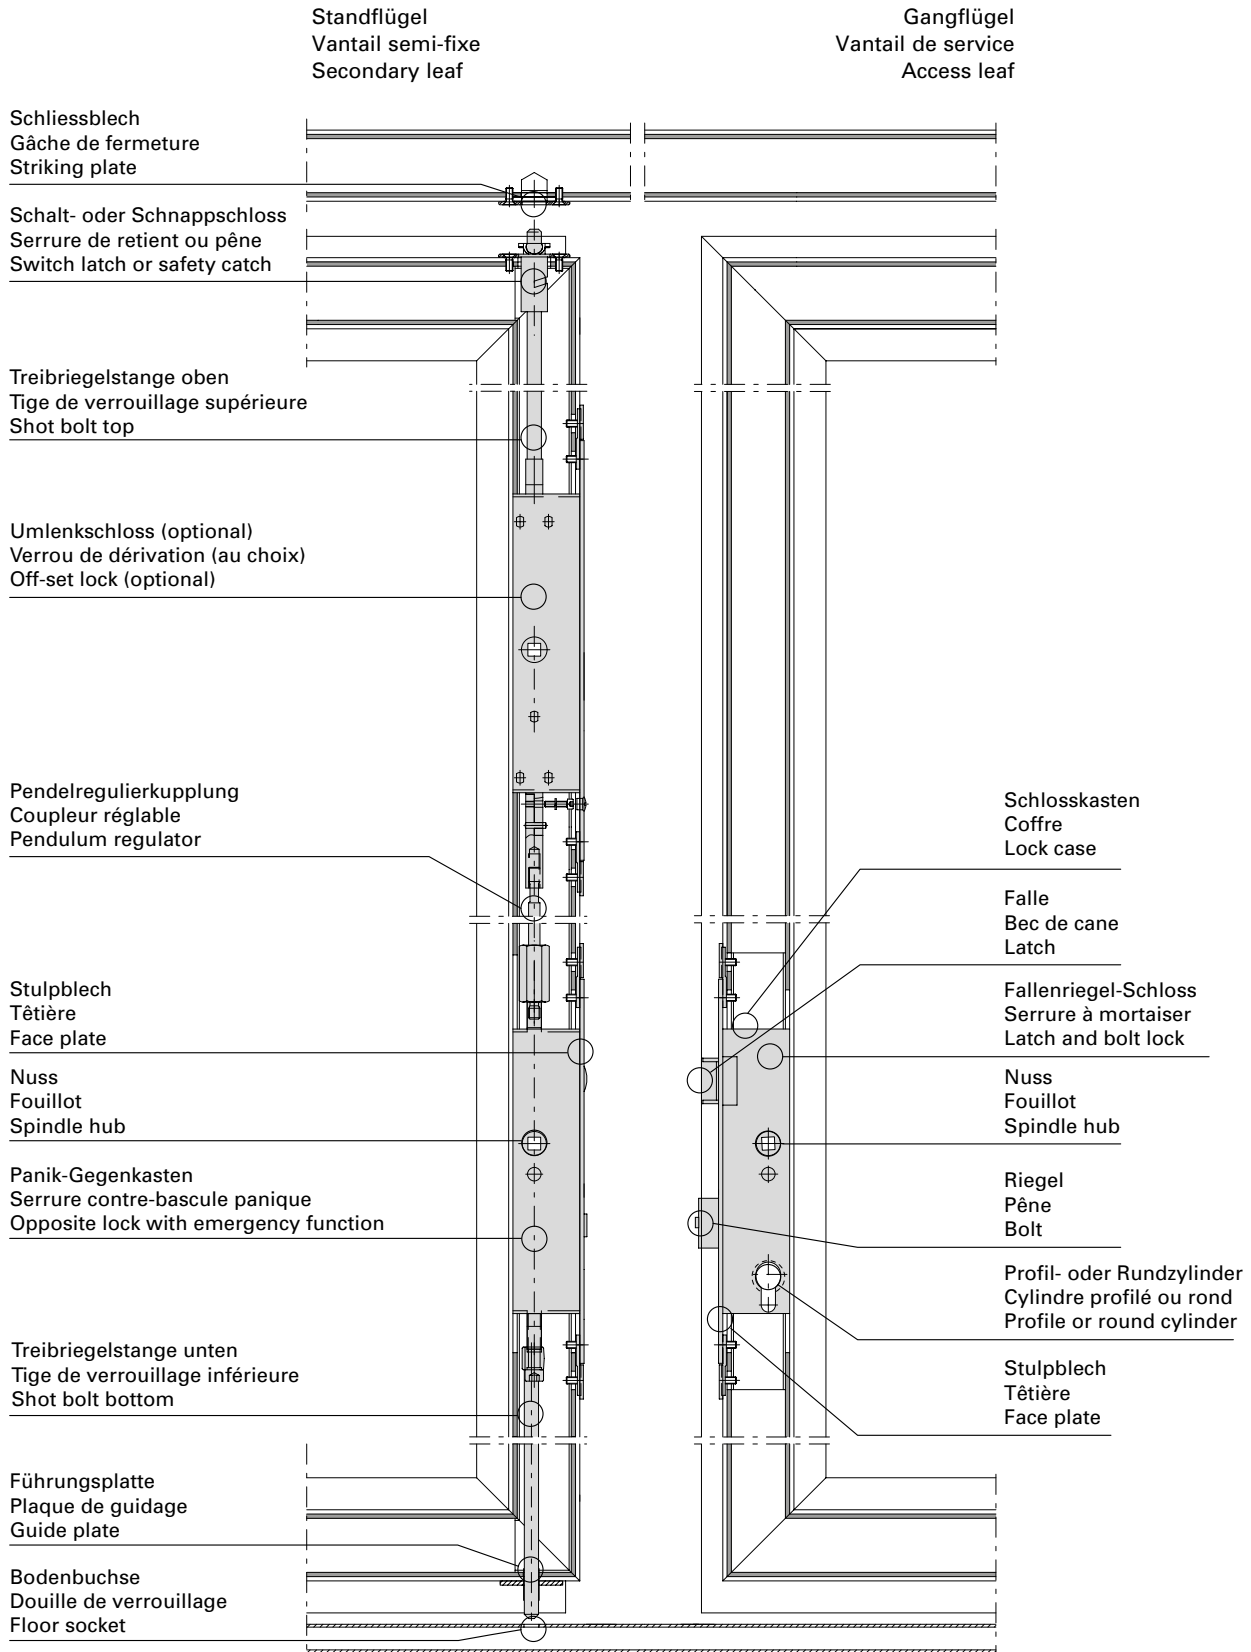 Standflügel
Vantail semi-fixe
Secondary leaf
Gangflügel
Vantail de service
Access leaf
Schliessblech
Gâche de fermeture
Striking plate
Schalt- oder Schnappschloss
Serrure de retient ou pêne
Switch latch or safety catch
Treibriegelstange oben
Tige de verrouillage supérieure
Shot bolt top
Umlenkschloss (optional)
Verrou de dérivation (au choix)
Off-set lock (optional)
Pendelregulierkupplung
Coupleur réglable
Pendulum regulator
Stulpblech
Têtière
Face plate
Nuss
Fouillot
Spindle hub
Panik-Gegenkasten
Serrure contre-bascule panique
Opposite lock with emergency function
Treibriegelstange unten
Tige de verrouillage inférieure
Shot bolt bottom
Führungsplatte
Plaque de guidage
Guide plate
Bodenbuchse
Douille de verrouillage
Floor socket
Schlosskasten
Coffre
Lock case
Falle
Bec de cane
Latch
Fallenriegel-Schloss
Serrure à mortaiser
Latch and bolt lock
Nuss
Fouillot
Spindle hub
Riegel
Pêne
Bolt
Profil- oder Rundzylinder
Cylindre profilé ou rond
Profile or round cylinder
Stulpblech
Têtière
Face plate